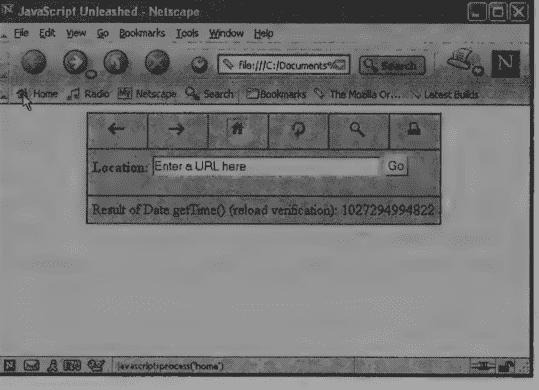 JavaScript Unleashed - Netscape
File Edit View Go Bookmarks Tools Window Help
file:///C:/Documents% Search N
Home Radio My Netscape Search Bookmarks The Mozilla Or... Latest Builds
Location: Enter a URL here Go
Result of Date getTime() (reload verification): 1027294994822
javascript:process("home")